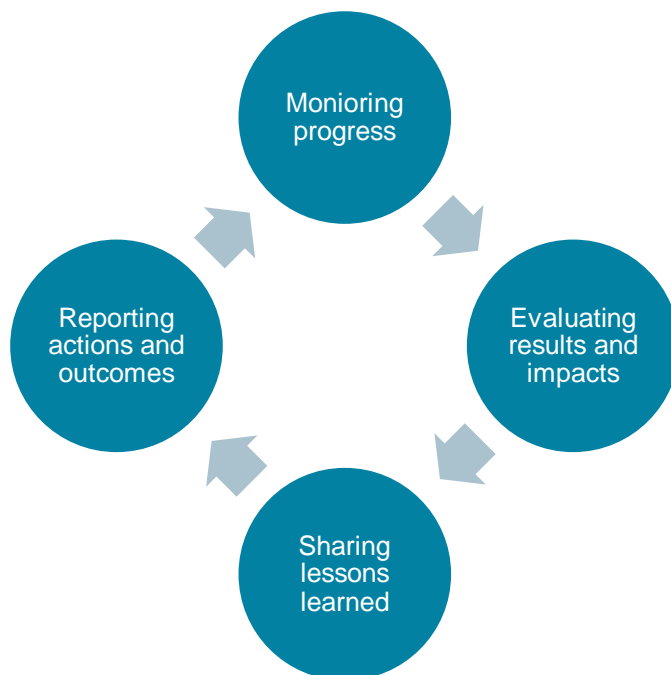 Monioring
progress
Evaluating
results and
impacts
Sharing
lessons
learned
Reporting
actions and
outcomes